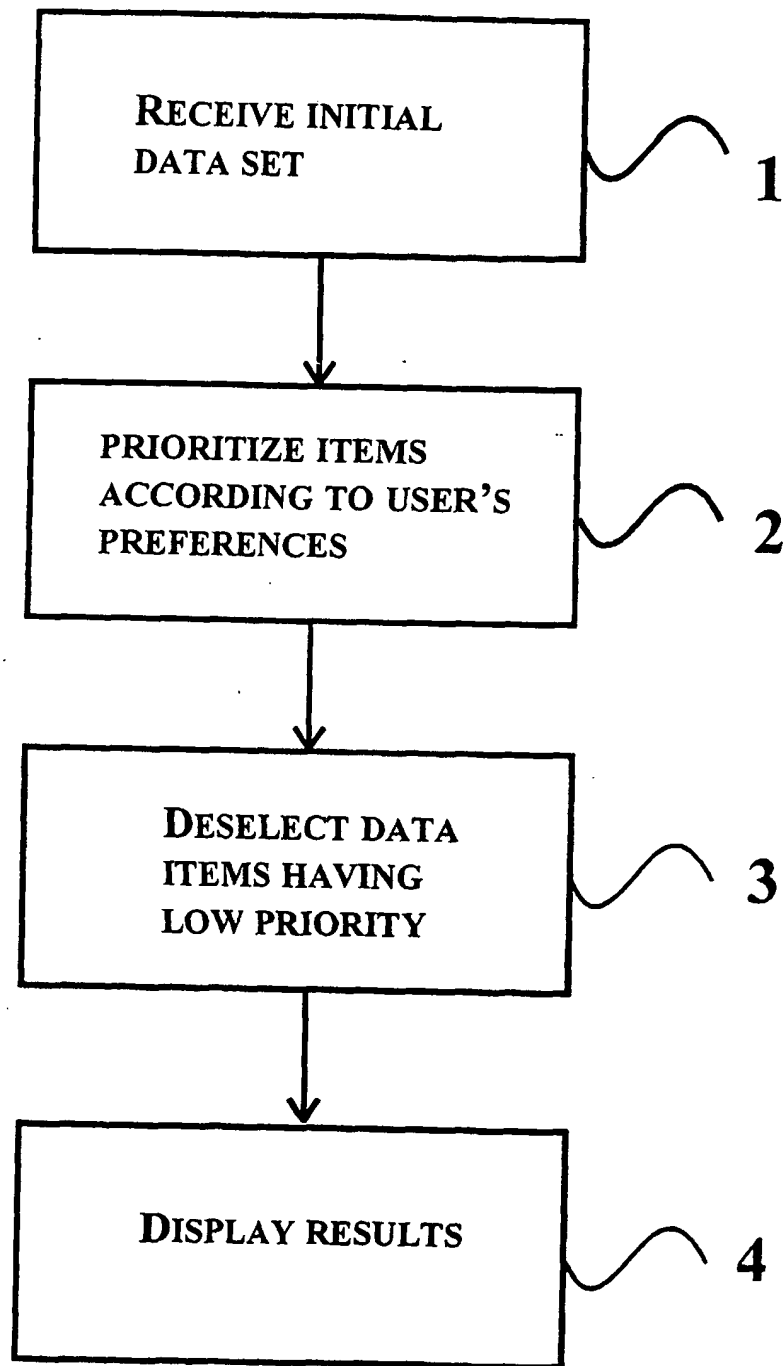 RECEIVE INITIAL
DATA SET
1
PRIORITIZE ITEMS
ACCORDING TO USER'S
PREFERENCES
2
DESELECT DATA
ITEMS HAVING
LOW PRIORITY
3
DISPLAY RESULTS
4